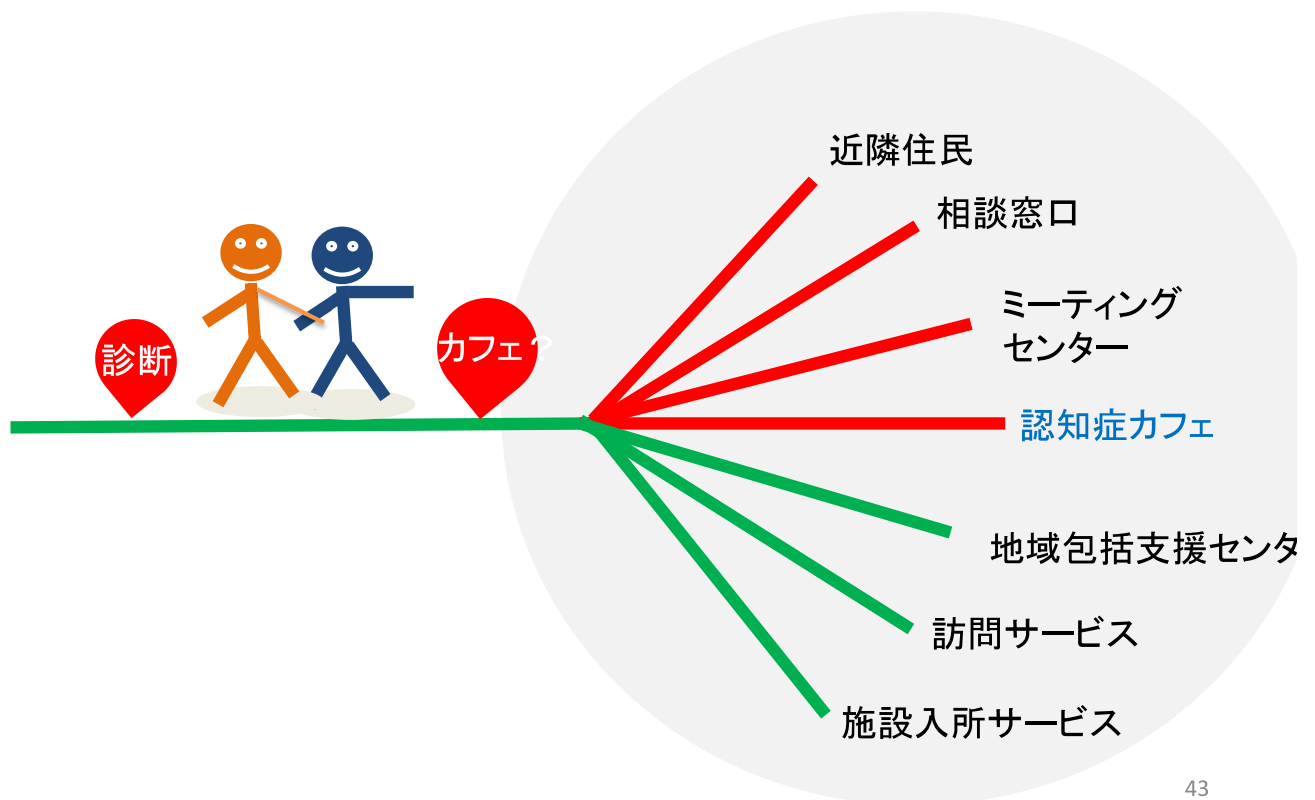 近隣住民
相談窓口
ミーティング
センター
診断
カフェ?
認知症カフェ
地域包括支援センタ
訪問サービス
施設入所サービス
43